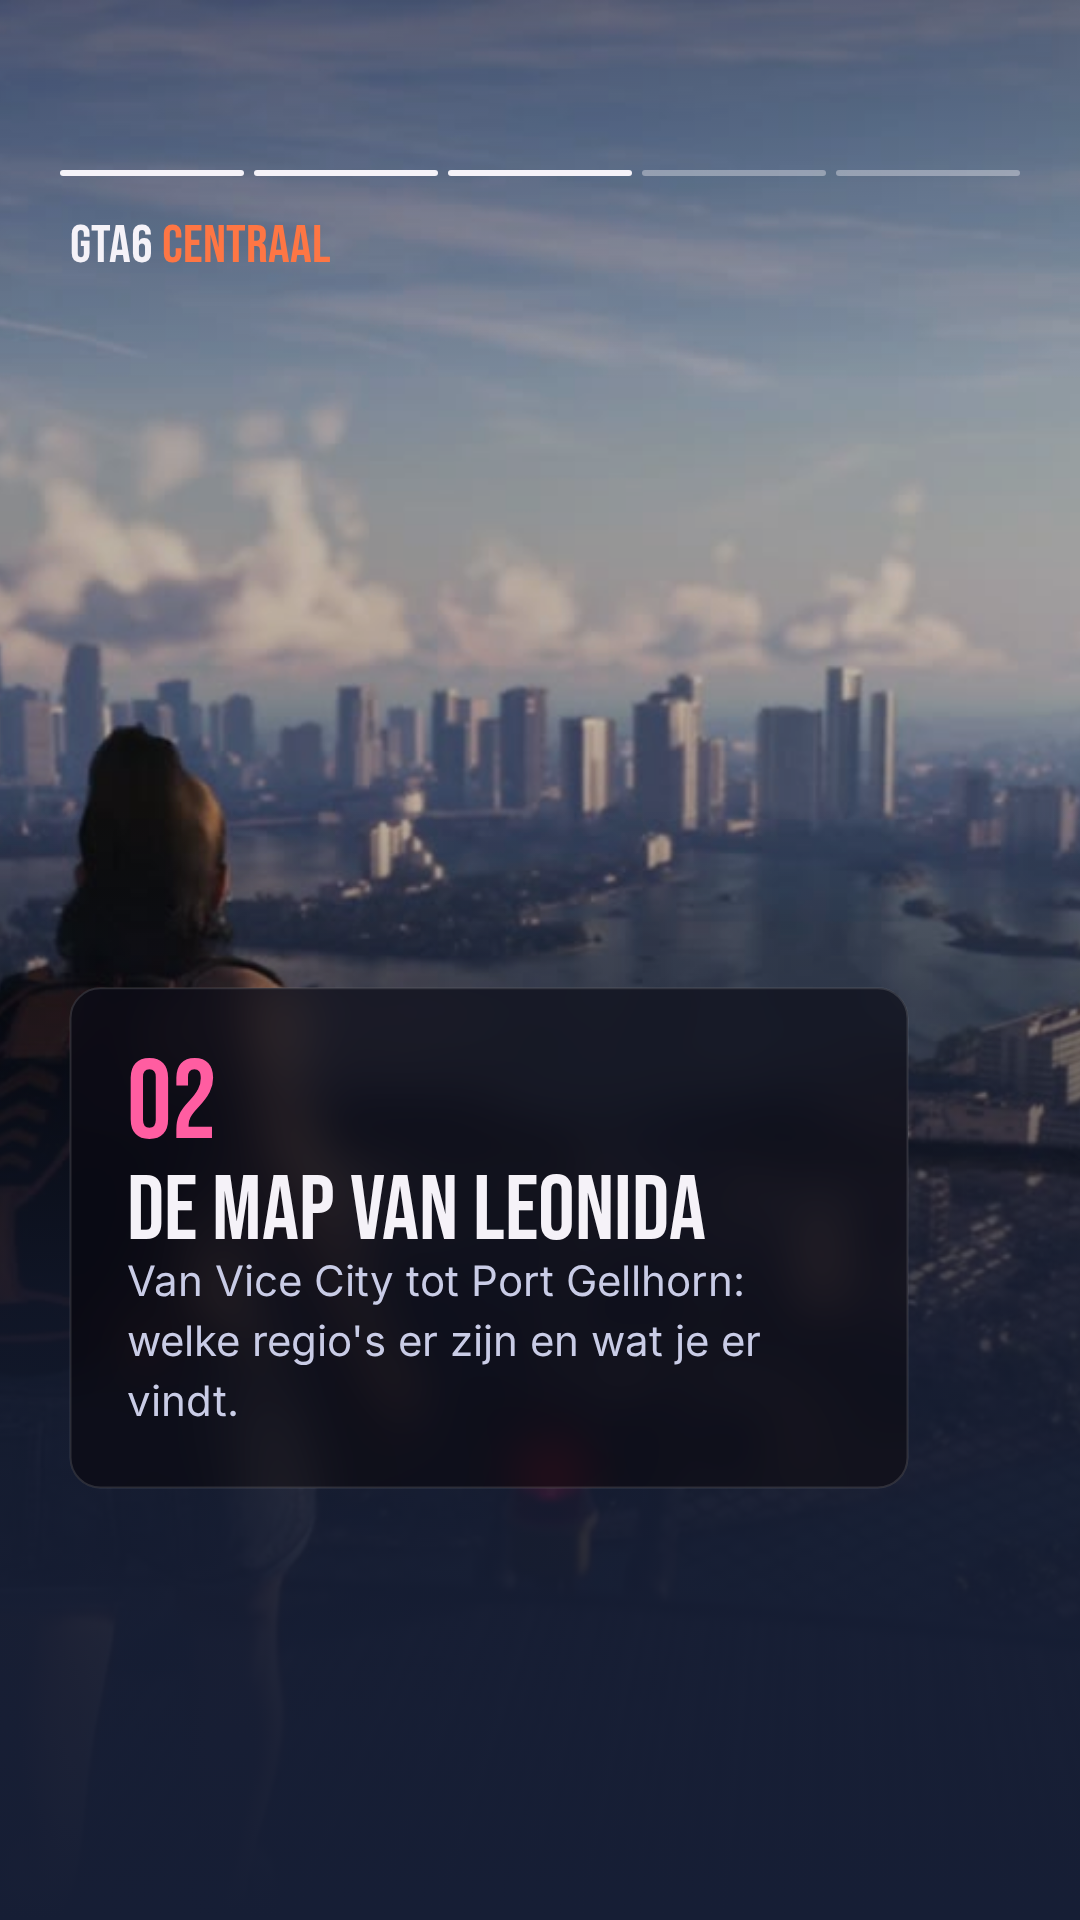 GTA6 CENTRAAL
02
DE MAP VAN LEONIDA
Van Vice City tot Port Gellhorn:
welke regio's er zijn en wat je er
vindt.